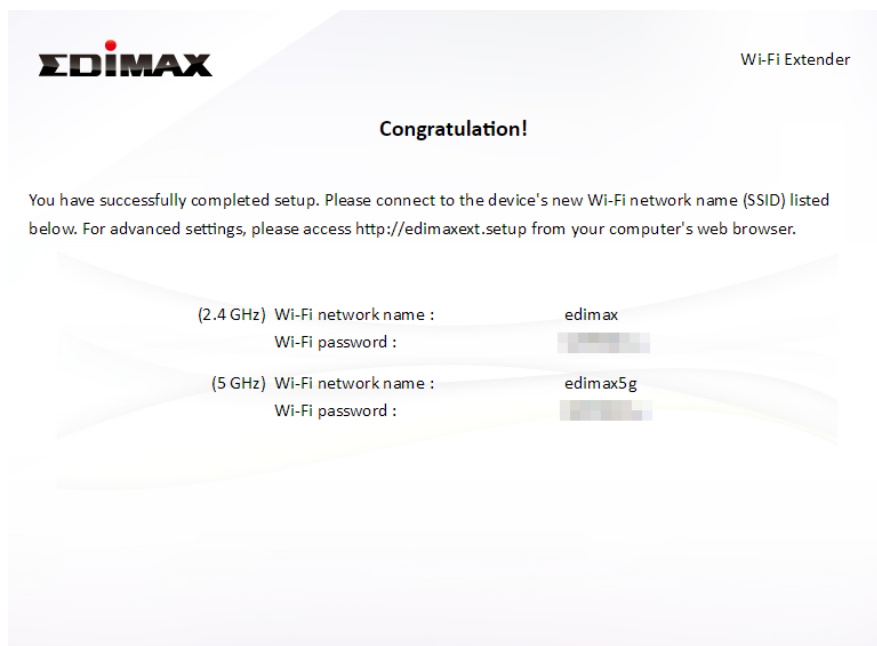 EDIMAX
Wi-Fi Extender
Congratulation!
You have successfully completed setup. Please connect to the device's new Wi-Fi network name (SSID) listed
below. For advanced settings, please access http://edimaxext.setup from your computer's web browser.
(2.4 GHz) Wi-Fi network name : edimax
Wi-Fi password :
(5 GHz) Wi-Fi network name : edimax5g
Wi-Fi password :